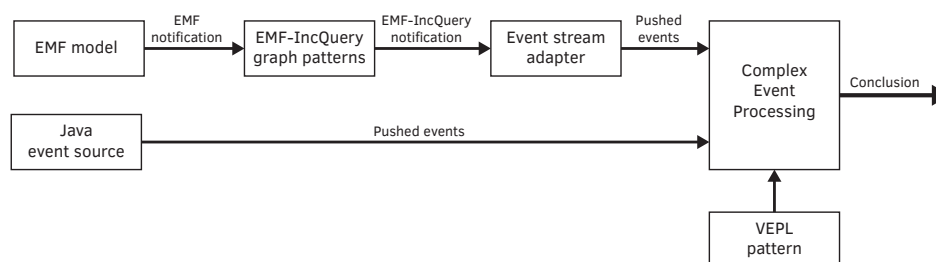 EMF model
EMF
notification
EMF-IncQuery
graph patterns
EMF-IncQuery
notification
Event stream
adapter
Pushed
events
Complex
Event
Processing
Conclusion
Java
event source
Pushed events
VEPL
pattern